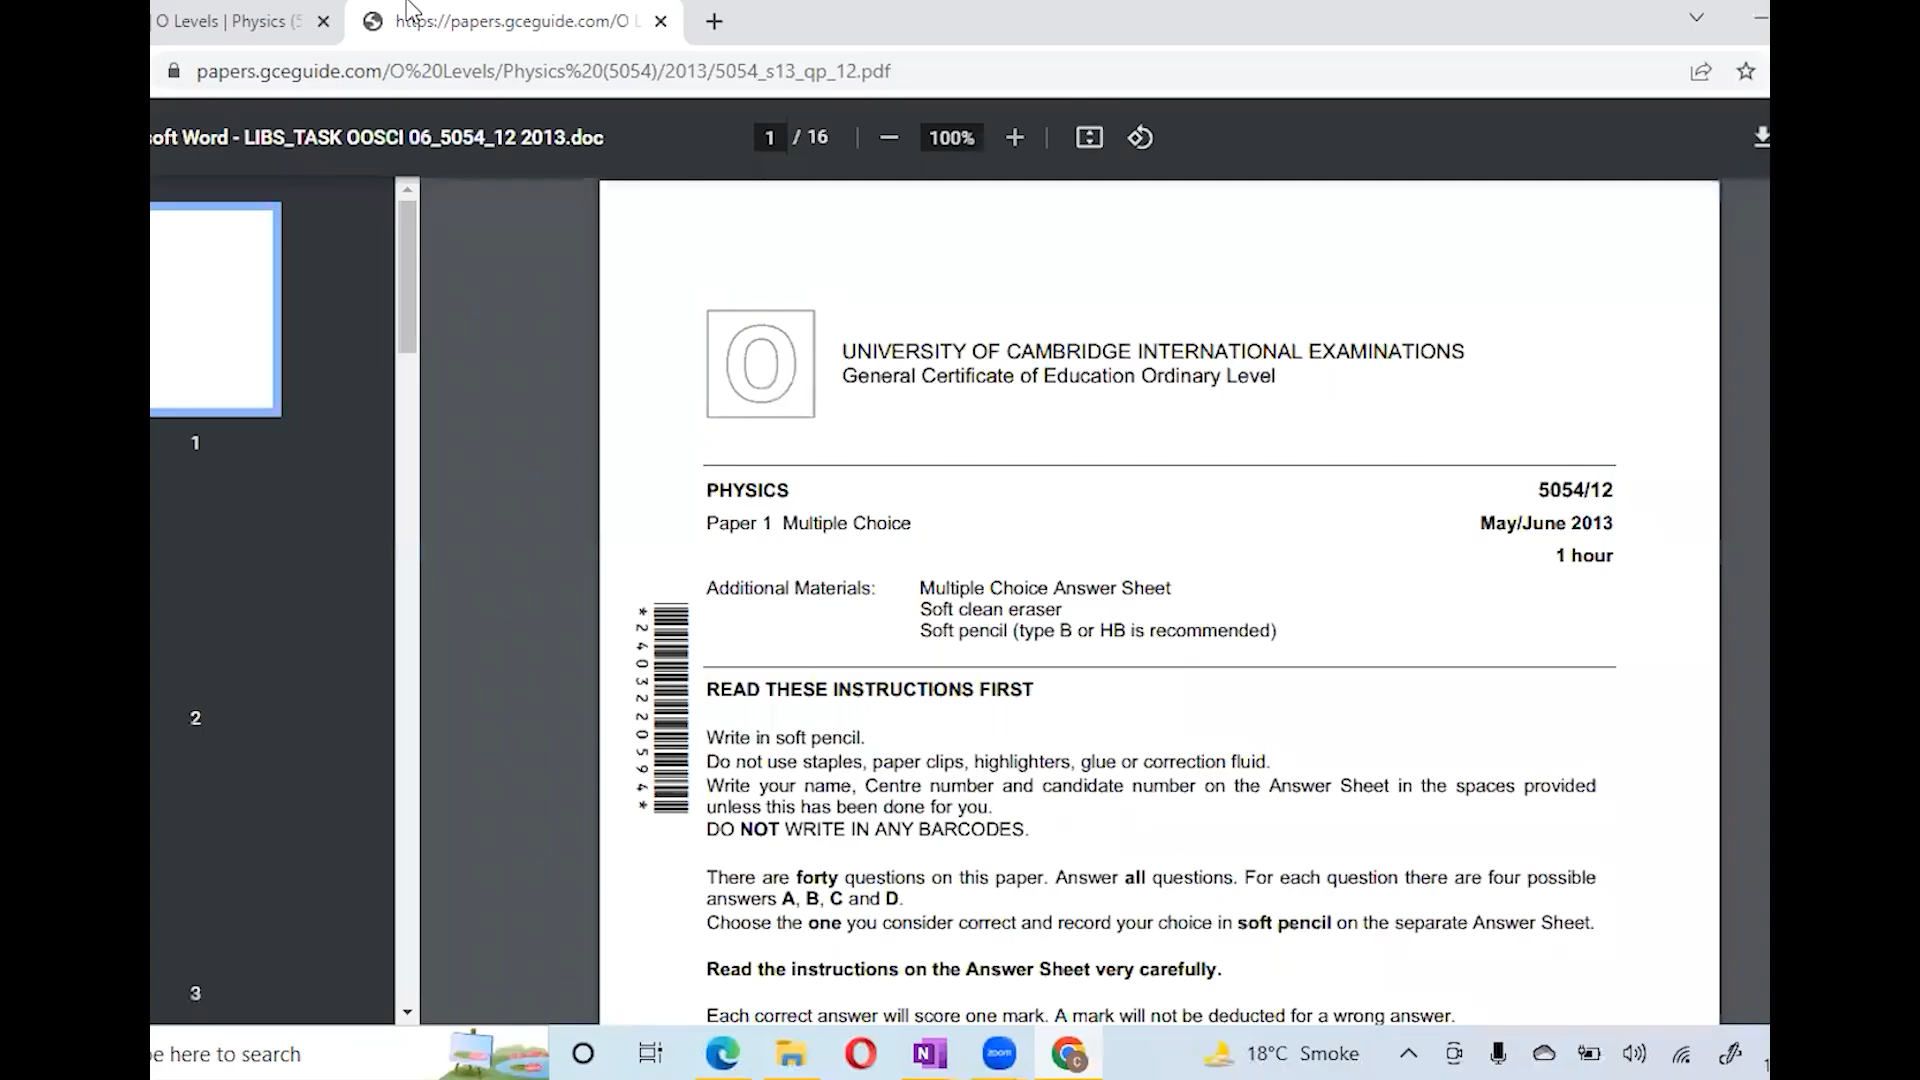 O Levels | Physics (5
https://papers.gceguide.com/O L
papers.gceguide.com/O%20Levels/Physics%20(5054)/2013/5054_s13_qp_12.pdf
soft Word - LIBS_TASK OOSCI 06_5054_12 2013.doc
1 / 16
100%
1
2
3
O
UNIVERSITY OF CAMBRIDGE INTERNATIONAL EXAMINATIONS
General Certificate of Education Ordinary Level
PHYSICS 5054/12
Paper 1 Multiple Choice May/June 2013
1 hour
Additional Materials: Multiple Choice Answer Sheet
Soft clean eraser
Soft pencil (type B or HB is recommended)
*2403220594*
READ THESE INSTRUCTIONS FIRST
Write in soft pencil.
Do not use staples, paper clips, highlighters, glue or correction fluid.
Write your name, Centre number and candidate number on the Answer Sheet in the spaces provided
unless this has been done for you.
DO NOT WRITE IN ANY BARCODES.
There are forty questions on this paper. Answer all questions. For each question there are four possible
answers A, B, C and D.
Choose the one you consider correct and record your choice in soft pencil on the separate Answer Sheet.
Read the instructions on the Answer Sheet very carefully.
Each correct answer will score one mark. A mark will not be deducted for a wrong answer.
pe here to search
zoom
C
18°C Smoke